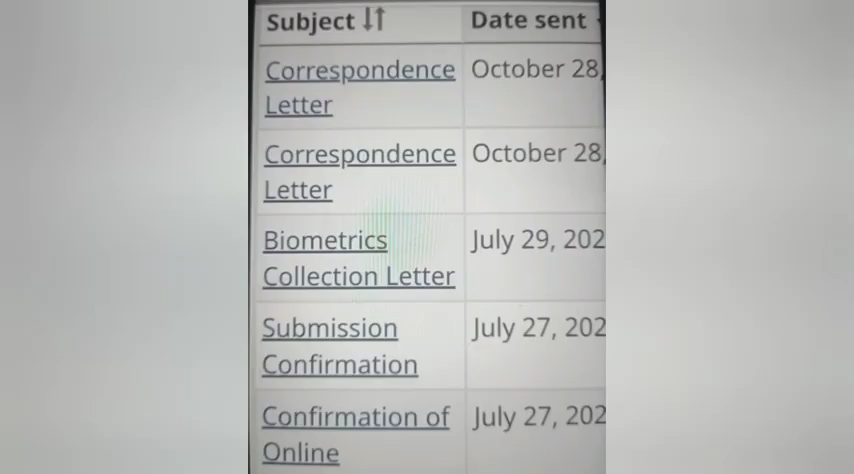 Subject ↓↑ Date sent
Correspondence October 28,
Letter
Correspondence October 28,
Letter
Biometrics July 29, 202
Collection Letter
Submission July 27, 202
Confirmation
Confirmation of July 27, 202
Online